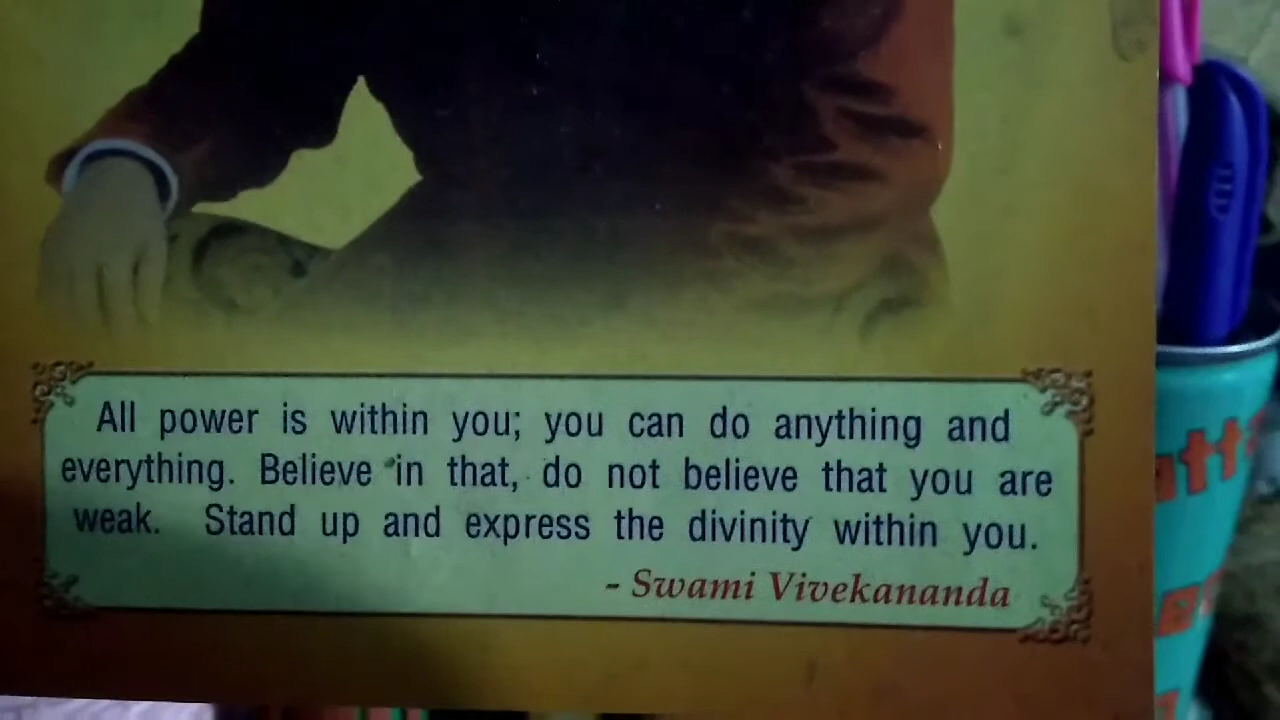 All power is within you; you can do anything and
everything. Believe in that, do not believe that you are
weak. Stand up and express the divinity within you.
- Swami Vivekananda